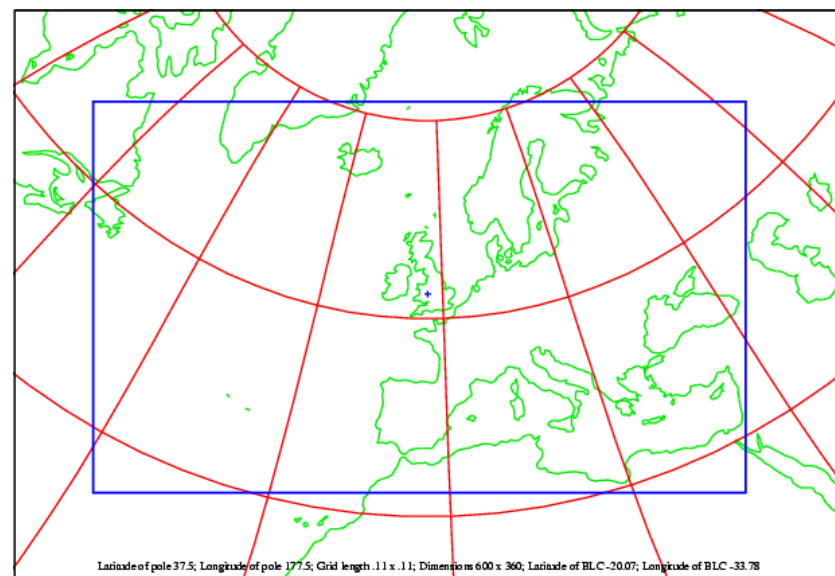 Latitude of pole 37.5; Longitude of pole 177.5; Grid length .11 x .11; Dimensions 600 x 360; Latitude of BLC -20.07; Longitude of BLC -33.78